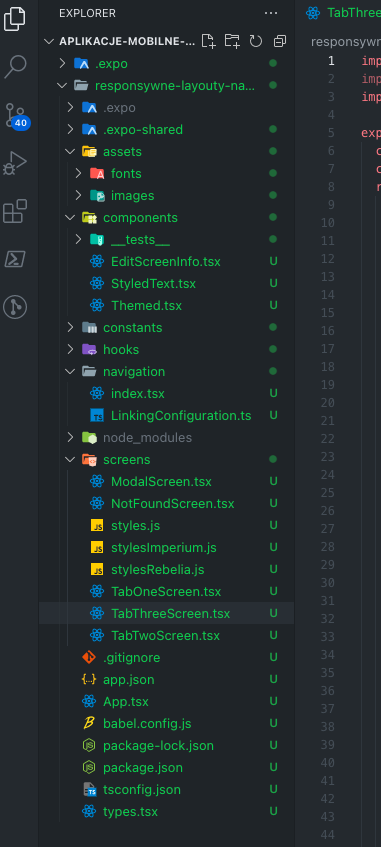 EXPLORER
···
TabThree
APLIKACJE-MOBILNE-...
responsyw
.expo
responsywne-layouty-na...
.expo
.expo-shared
assets
fonts
images
components
__tests__
EditScreenInfo.tsx U
StyledText.tsx U
Themed.tsx U
constants
hooks
navigation
index.tsx U
LinkingConfiguration.ts U
node_modules
screens
ModalScreen.tsx U
NotFoundScreen.tsx U
styles.js U
stylesImperium.js U
stylesRebelia.js U
TabOneScreen.tsx U
TabThreeScreen.tsx U
TabTwoScreen.tsx U
.gitignore U
app.json U
App.tsx U
babel.config.js U
package-lock.json U
package.json U
tsconfig.json U
types.tsx U
40
1 imp
2 imp
3 imp
4
5 exp
6 c
7 c
8 r
9
10
11
12
13
14
15
16
17
18
19
20
21
22
23
24
25
26
27
28
29
30
31
32
33
34
35
36
37
38
39
40
41
42
43
44